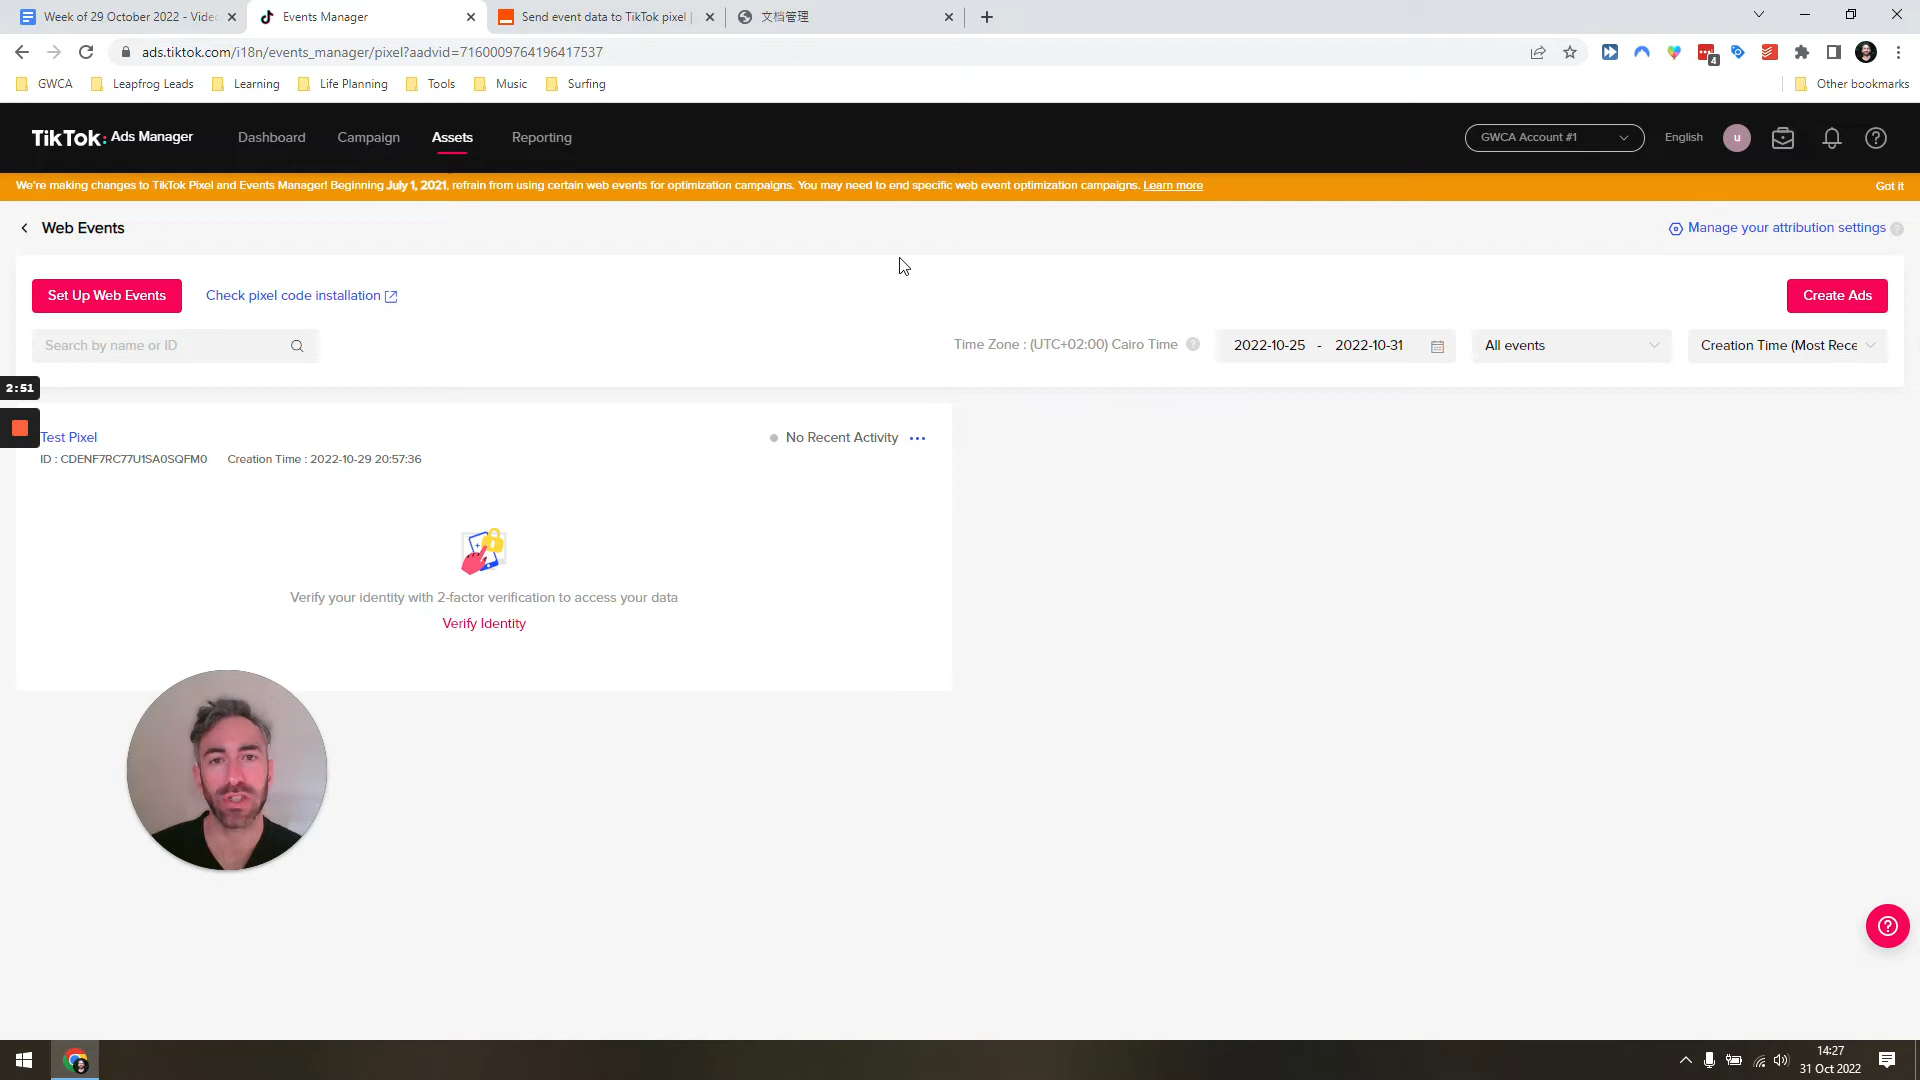 Week of 29 October 2022 - Vide
Events Manager
Send event data to TikTok pixel |
文档管理
ads.tiktok.com/i18n/events_manager/pixel?aadvid=7160009764196417537
4
GWCA
Leapfrog Leads
Learning
Life Planning
Tools
Music
Surfing
Other bookmarks
TikTok: Ads Manager
Dashboard
Campaign
Assets
Reporting
GWCA Account #1
English
u
We're making changes to TikTok Pixel and Events Manager! Beginning July 1, 2021, refrain from using certain web events for optimization campaigns. You may need to end specific web event optimization campaigns. Learn more
Got it
Web Events
Manage your attribution settings
Set Up Web Events
Check pixel code installation
Create Ads
Search by name or ID
Time Zone : (UTC+02:00) Cairo Time
2022-10-25 - 2022-10-31
All events
Creation Time (Most Rece
2:51
Test Pixel
No Recent Activity
ID : CDENF7RC77U1SA0SQFM0
Creation Time : 2022-10-29 20:57:36
Verify your identity with 2-factor verification to access your data
Verify Identity
14:27
31 Oct 2022